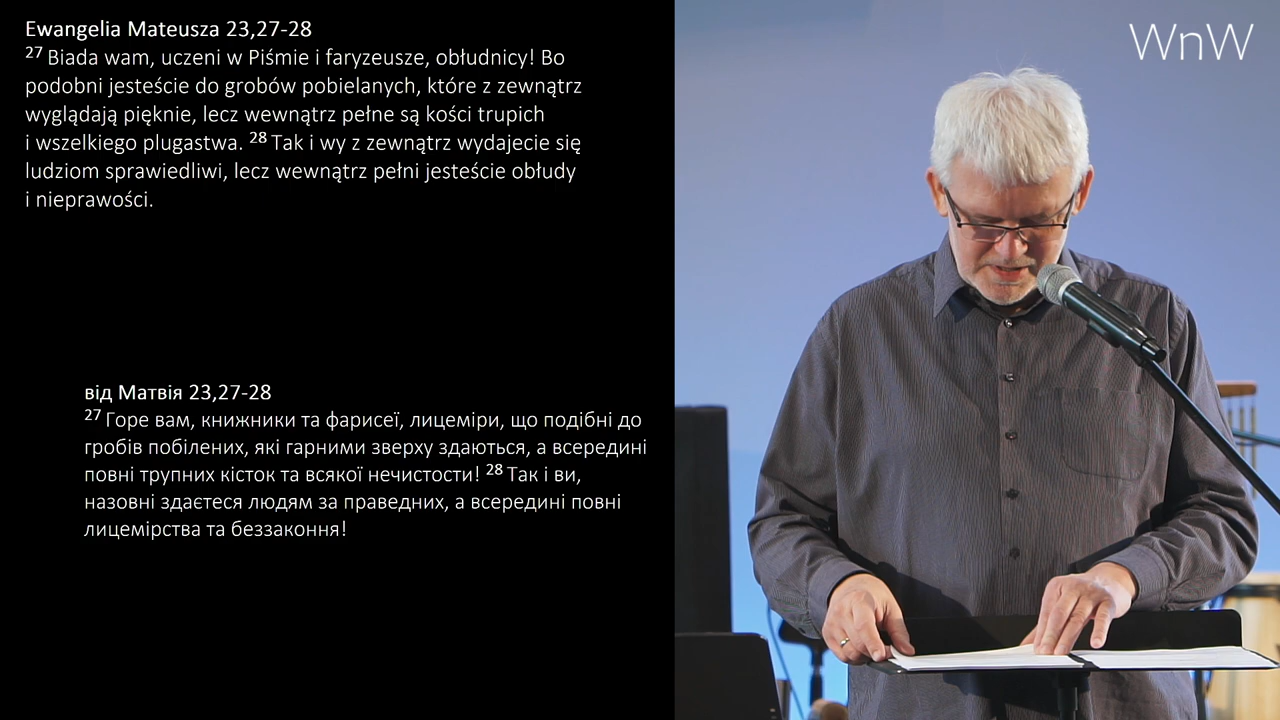 Ewangelia Mateusza 23,27-28
27 Biada wam, uczeni w Piśmie i faryzeusze, obłudnicy! Bo
podobni jesteście do grobów pobielanych, które z zewnątrz
wyglądają pięknie, lecz wewnątrz pełne są kości trupich
i wszelkiego plugastwa. 28 Tak i wy z zewnątrz wydajecie się
ludziom sprawiedliwi, lecz wewnątrz pełni jesteście obłudy
i nieprawości.
від Матвія 23,27-28
27 Горе вам, книжники та фарисеї, лицеміри, що подібні до
гробів побілених, які гарними зверху здаються, а всередині
повні трупних кісток та всякої нечистости! 28 Так і ви,
назовні здаєтеся людям за праведних, а всередині повні
лицемірства та беззаконня!
WnW